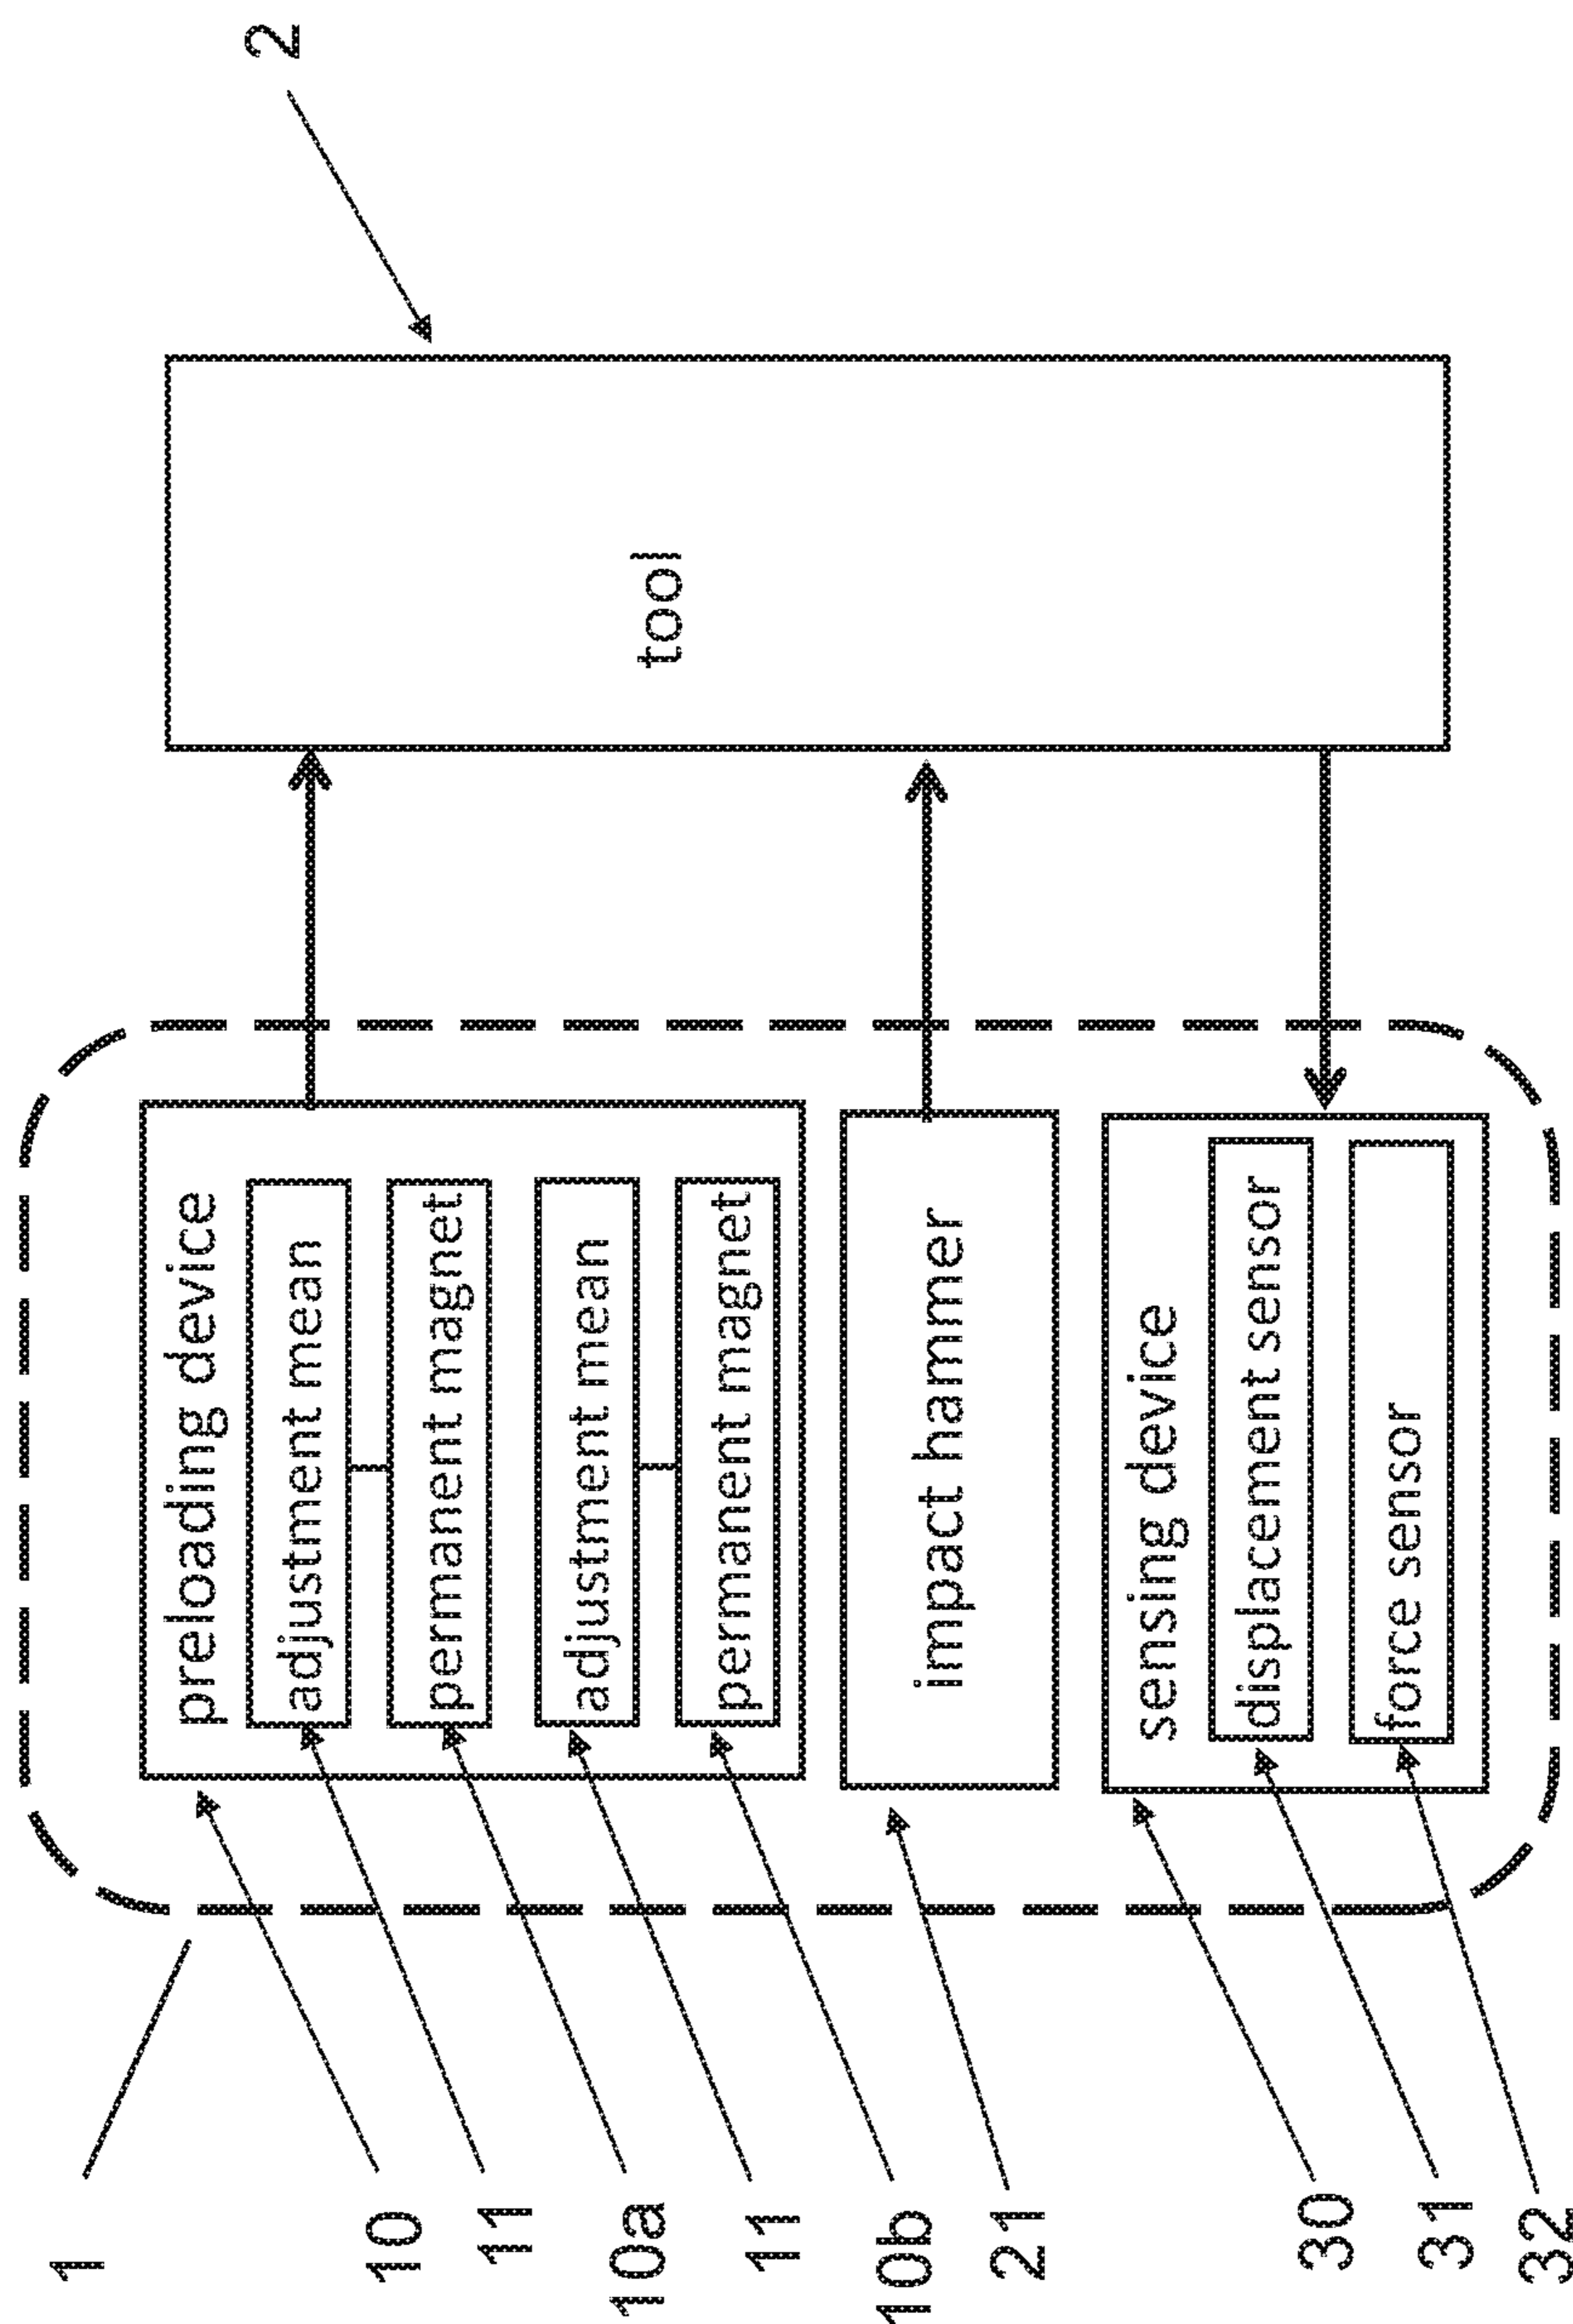 1
10
preloading device
11
adjustment mean
10a
permanent magnet
11
adjustment mean
10b
permanent magnet
21
impact hammer
30
sensing device
31
displacement sensor
32
force sensor
tool
2